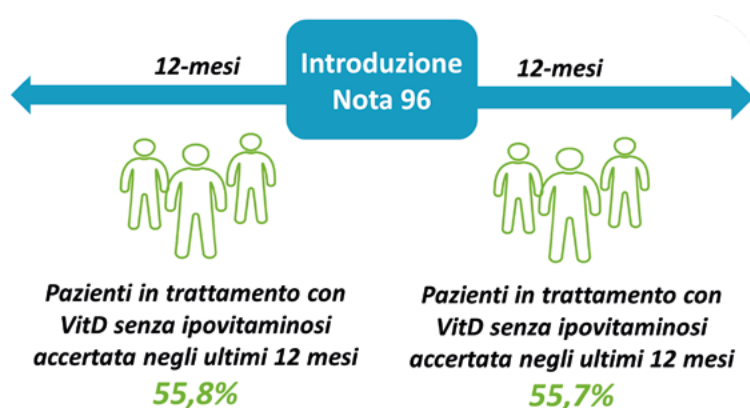 12-mesi
Introduzione
Nota 96
12-mesi
Pazienti in trattamento con
VitD senza ipovitaminosi
accertata negli ultimi 12 mesi
55,8%
Pazienti in trattamento con
VitD senza ipovitaminosi
accertata negli ultimi 12 mesi
55,7%